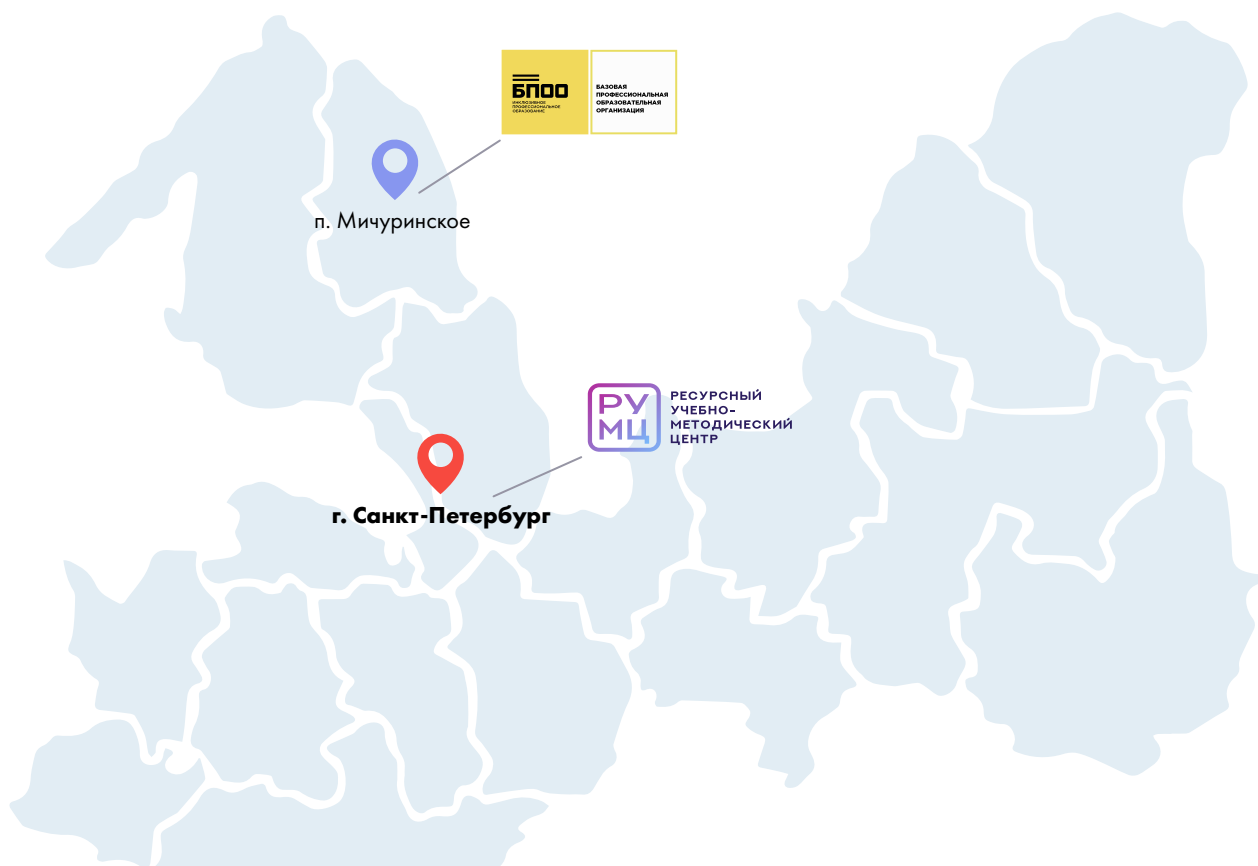 БПОО
ИНКЛЮЗИВНОЕ
ПРОФЕССИОНАЛЬНОЕ
ОБРАЗОВАНИЕ
БАЗОВАЯ
ПРОФЕССИОНАЛЬНАЯ
ОБРАЗОВАТЕЛЬНАЯ
ОРГАНИЗАЦИЯ
п. Мичуринское
РУ
МЦ
РЕСУРСНЫЙ
УЧЕБНО-
МЕТОДИЧЕСКИЙ
ЦЕНТР
г. Санкт-Петербург